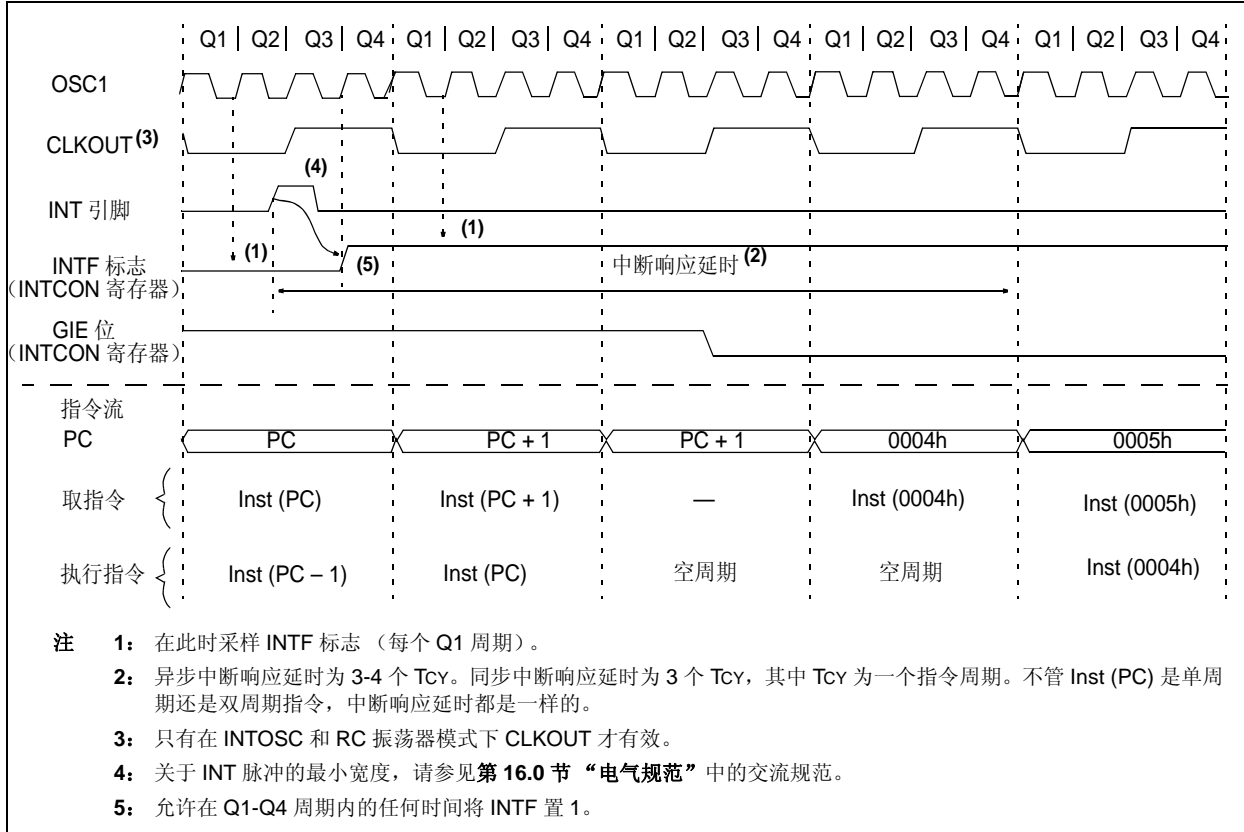 Q1 Q2 Q3 Q4 Q1 Q2 Q3 Q4 Q1 Q2 Q3 Q4 Q1 Q2 Q3 Q4 Q1 Q2 Q3 Q4
OSC1
CLKOUT (3)
(4)
INT 引脚
(1)
(1)
INTF 标志
（INTCON 寄存器）
(5)
中断响应延时 (2)
GIE 位
（INTCON 寄存器）
指令流
PC PC PC + 1 PC + 1 0004h 0005h
取指令 Inst (PC) Inst (PC + 1) — Inst (0004h) Inst (0005h)
执行指令 Inst (PC – 1) Inst (PC) 空周期 空周期 Inst (0004h)
注 1： 在此时采样 INTF 标志 （每个 Q1 周期）。
2： 异步中断响应延时为 3-4 个 TCY。同步中断响应延时为 3 个 TCY，其中 TCY 为一个指令周期。不管 Inst (PC) 是单周
期还是双周期指令，中断响应延时都是一样的。
3： 只有在 INTOSC 和 RC 振荡器模式下 CLKOUT 才有效。
4： 关于 INT 脉冲的最小宽度，请参见第 16.0 节 “电气规范”中的交流规范。
5： 允许在 Q1-Q4 周期内的任何时间将 INTF 置 1。